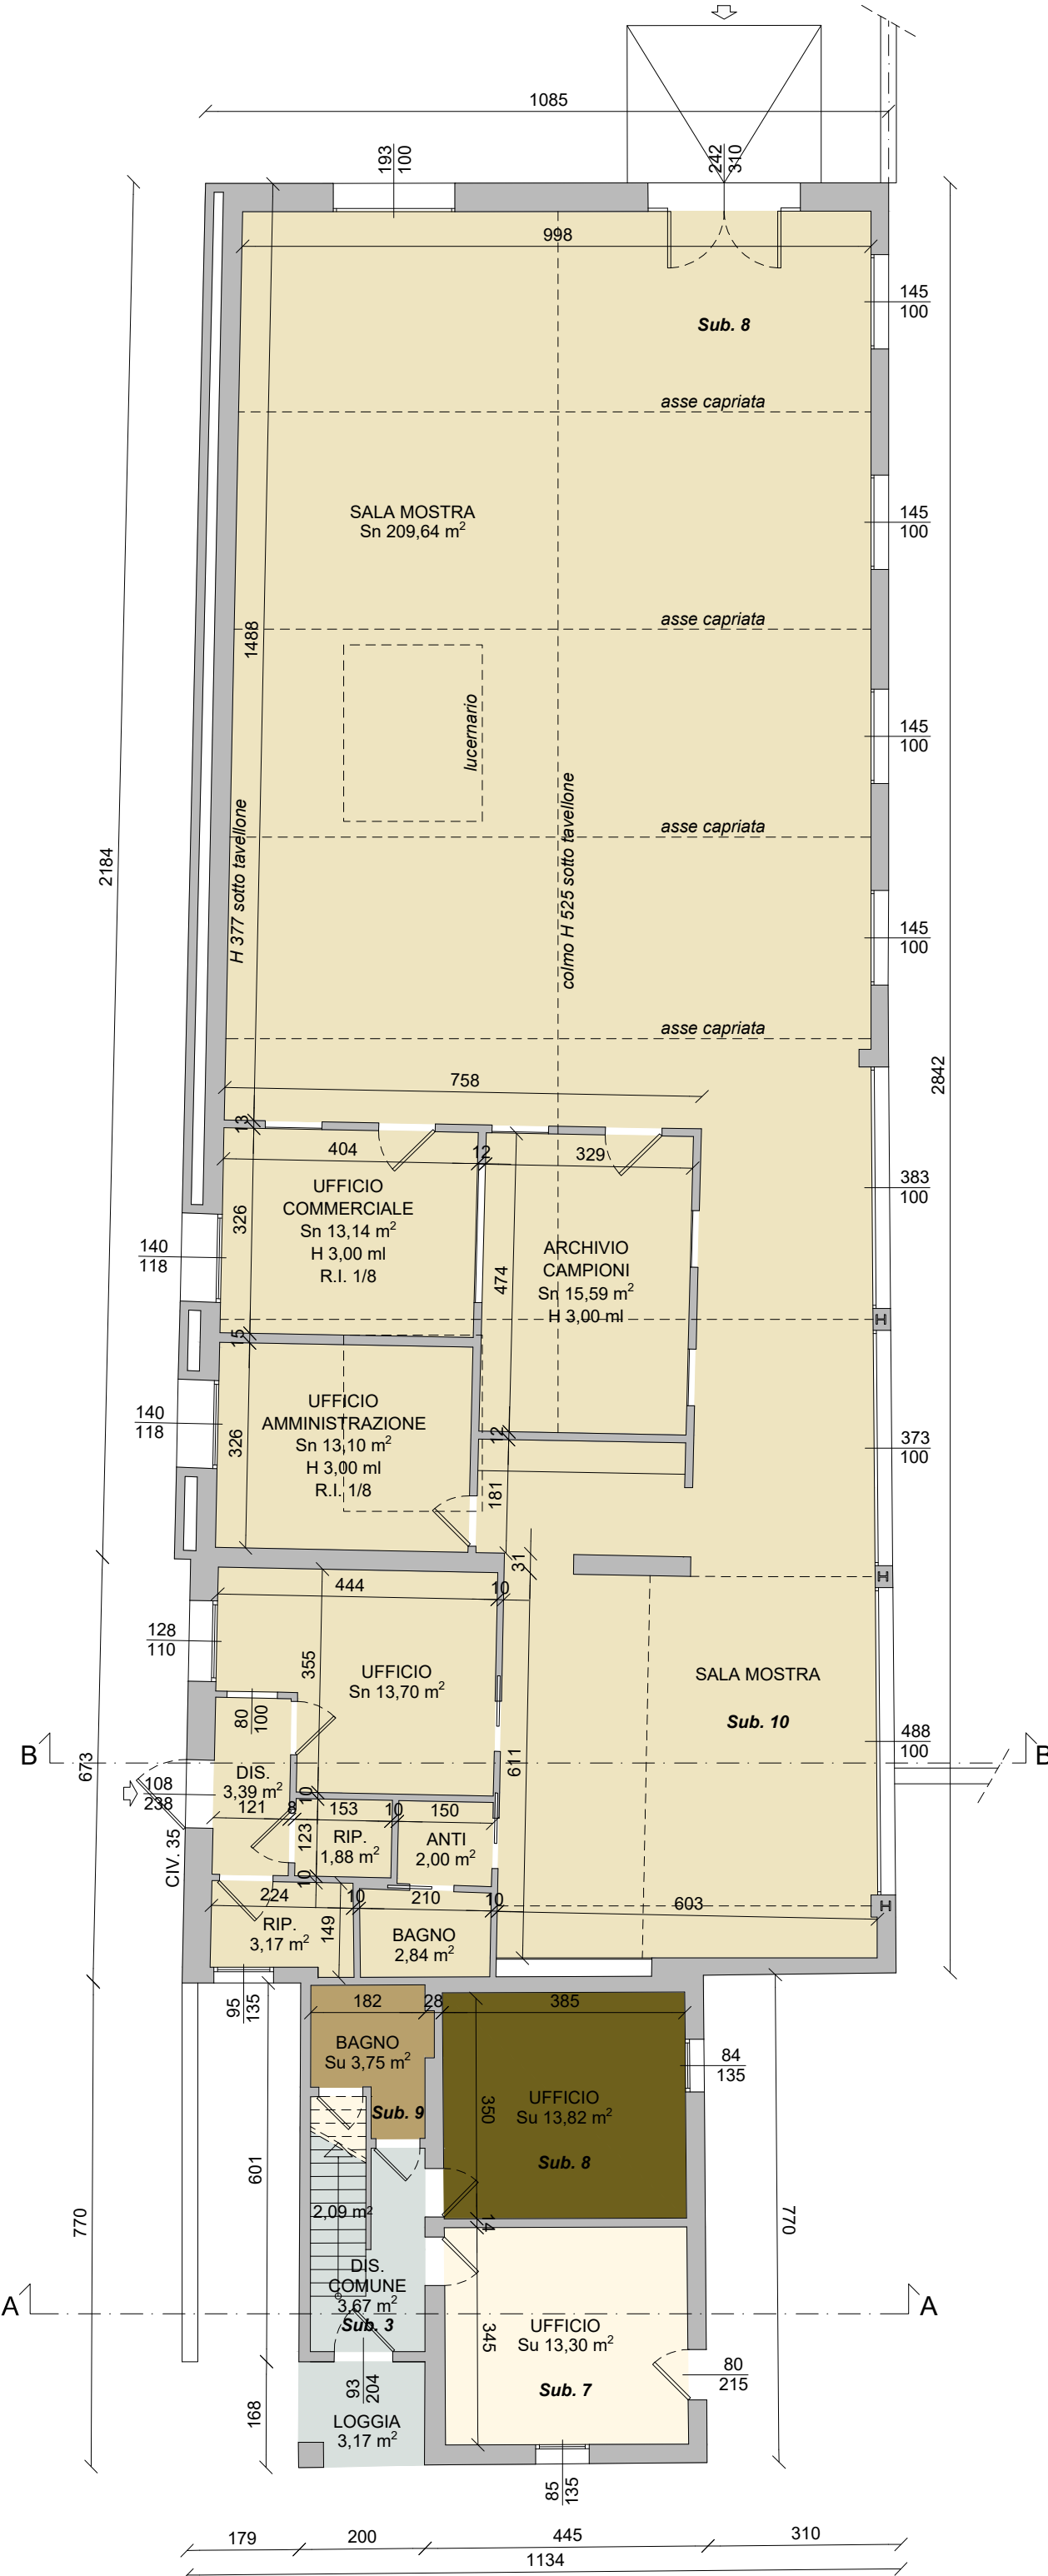 1085
193
100
242
310
998
145
100
Sub. 8
asse capriata
SALA MOSTRA
Sn 209,64 m²
145
100
asse capriata
1488
lucernario
145
100
asse capriata
H 377 sotto tavellone
colmo H 525 sotto tavellone
2184
145
100
asse capriata
2842
758
13
404
12
329
UFFICIO
COMMERCIALE
Sn 13,14 m²
H 3,00 ml
R.I. 1/8
326
140
118
383
100
ARCHIVIO
CAMPIONI
Sn 15,59 m²
H 3,00 ml
474
H
15
UFFICIO
AMMINISTRAZIONE
Sn 13,10 m²
H 3,00 ml
R.I. 1/8
326
140
118
12
373
100
181
31
H
444
10
128
110
355
UFFICIO
Sn 13,70 m²
SALA MOSTRA
Sub. 10
80
100
488
100
B
B
673
611
DIS.
3,39 m²
108
238
121
8
10
153
10
150
123
RIP.
1,88 m²
ANTI
2,00 m²
CIV. 35
10
224
10
210
10
603
H
RIP.
3,17 m²
149
BAGNO
2,84 m²
95
135
182
28
385
BAGNO
Su 3,75 m²
84
135
UFFICIO
Su 13,82 m²
350
Sub. 9
Sub. 8
601
770
770
2,09 m²
14
DIS.
COMUNE
3,67 m²
Sub. 3
A
A
UFFICIO
Su 13,30 m²
345
80
215
Sub. 7
93
204
168
LOGGIA
3,17 m²
85
135
179
200
445
310
1134